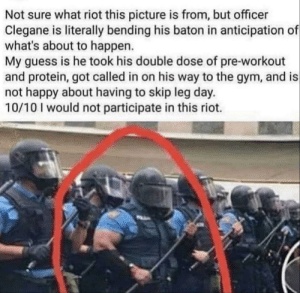 Not sure what riot this picture is from, but officer
Clegane is literally bending his baton in anticipation of
what's about to happen.
My guess is he took his double dose of pre-workout
and protein, got called in on his way to the gym, and is
not happy about having to skip leg day.
10/10 I would not participate in this riot.